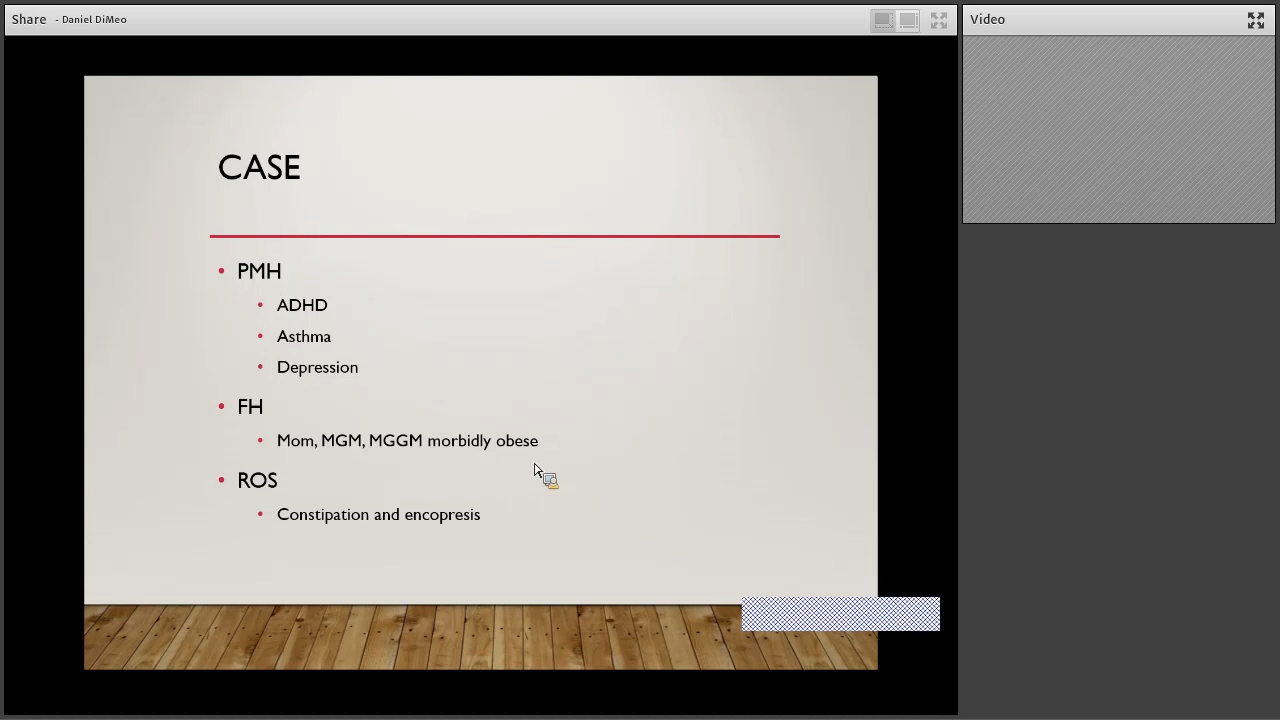 Share - Daniel DiMeo
Video
CASE
• PMH
• ADHD
• Asthma
• Depression
• FH
• Mom, MGM, MGGM morbidly obese
• ROS
• Constipation and encopresis